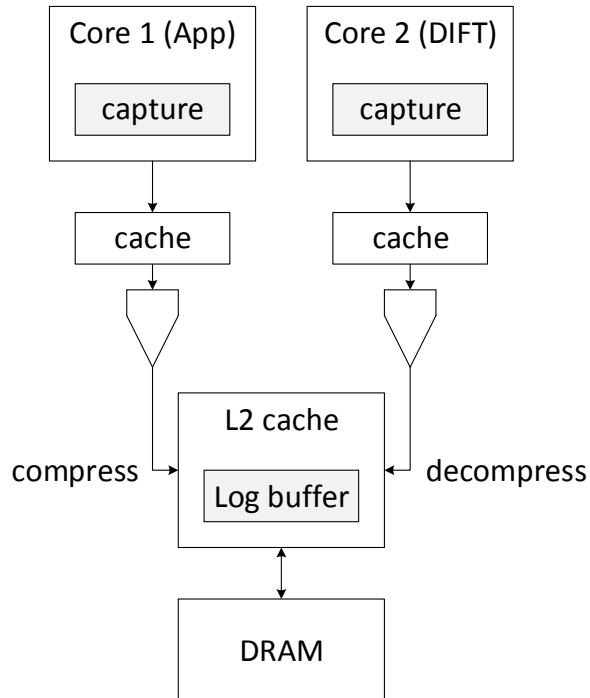 Core 1 (App)
Core 2 (DIFT)
capture
capture
cache
cache
L2 cache
compress
decompress
Log buffer
DRAM